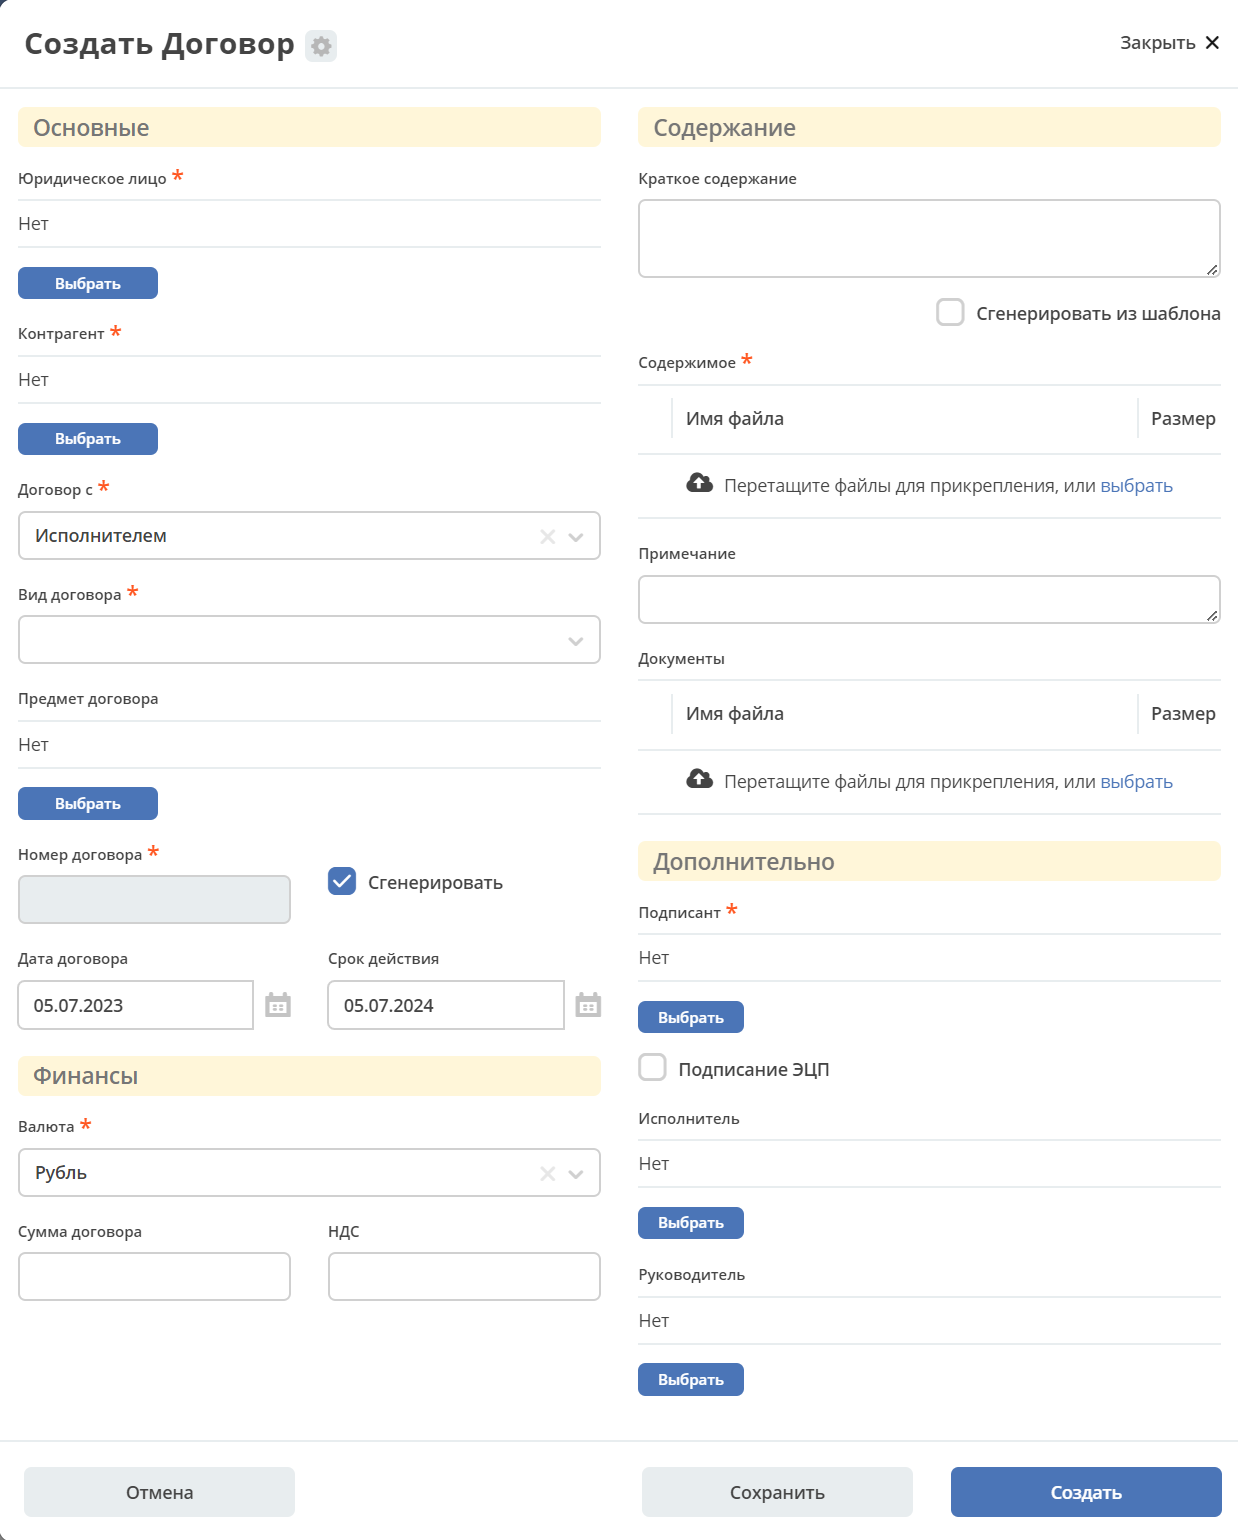 Создать Договор
Закрыть
Основные
Юридическое лицо *
Нет
Выбрать
Контрагент *
Нет
Выбрать
Договор с *
Исполнителем
Вид договора *
Предмет договора
Нет
Выбрать
Номер договора *
Сгенерировать
Дата договора
Срок действия
05.07.2023
05.07.2024
Финансы
Валюта *
Рубль
Сумма договора
НДС
Содержание
Краткое содержание
Сгенерировать из шаблона
Содержимое *
Имя файла
Размер
Перетащите файлы для прикрепления, или выбрать
Примечание
Документы
Имя файла
Размер
Перетащите файлы для прикрепления, или выбрать
Дополнительно
Подписант *
Нет
Выбрать
Подписание ЭЦП
Исполнитель
Нет
Выбрать
Руководитель
Нет
Выбрать
Отмена
Сохранить
Создать